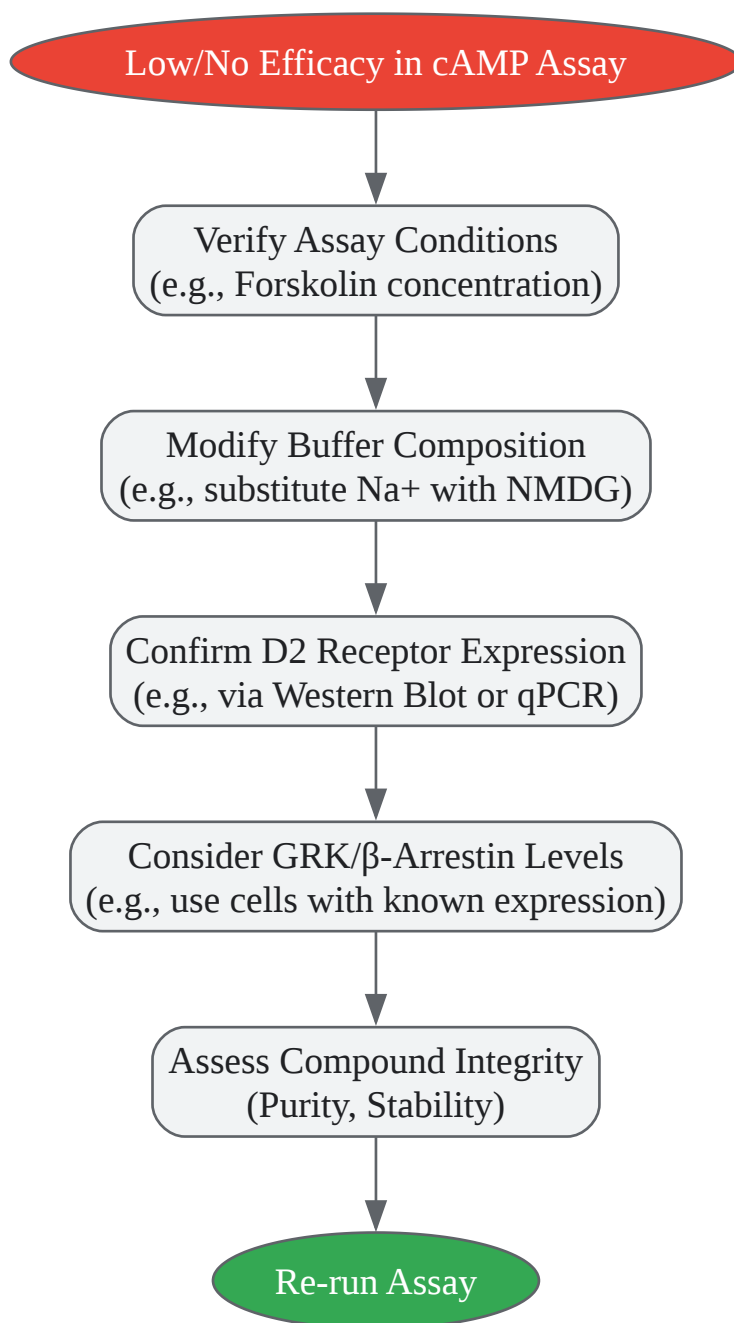 Low/No Efficacy in cAMP Assay
Verify Assay Conditions
(e.g., Forskolin concentration)
Modify Buffer Composition
(e.g., substitute Na+ with NMDG)
Confirm D2 Receptor Expression
(e.g., via Western Blot or qPCR)
Consider GRK/β-Arrestin Levels
(e.g., use cells with known expression)
Assess Compound Integrity
(Purity, Stability)
Re-run Assay